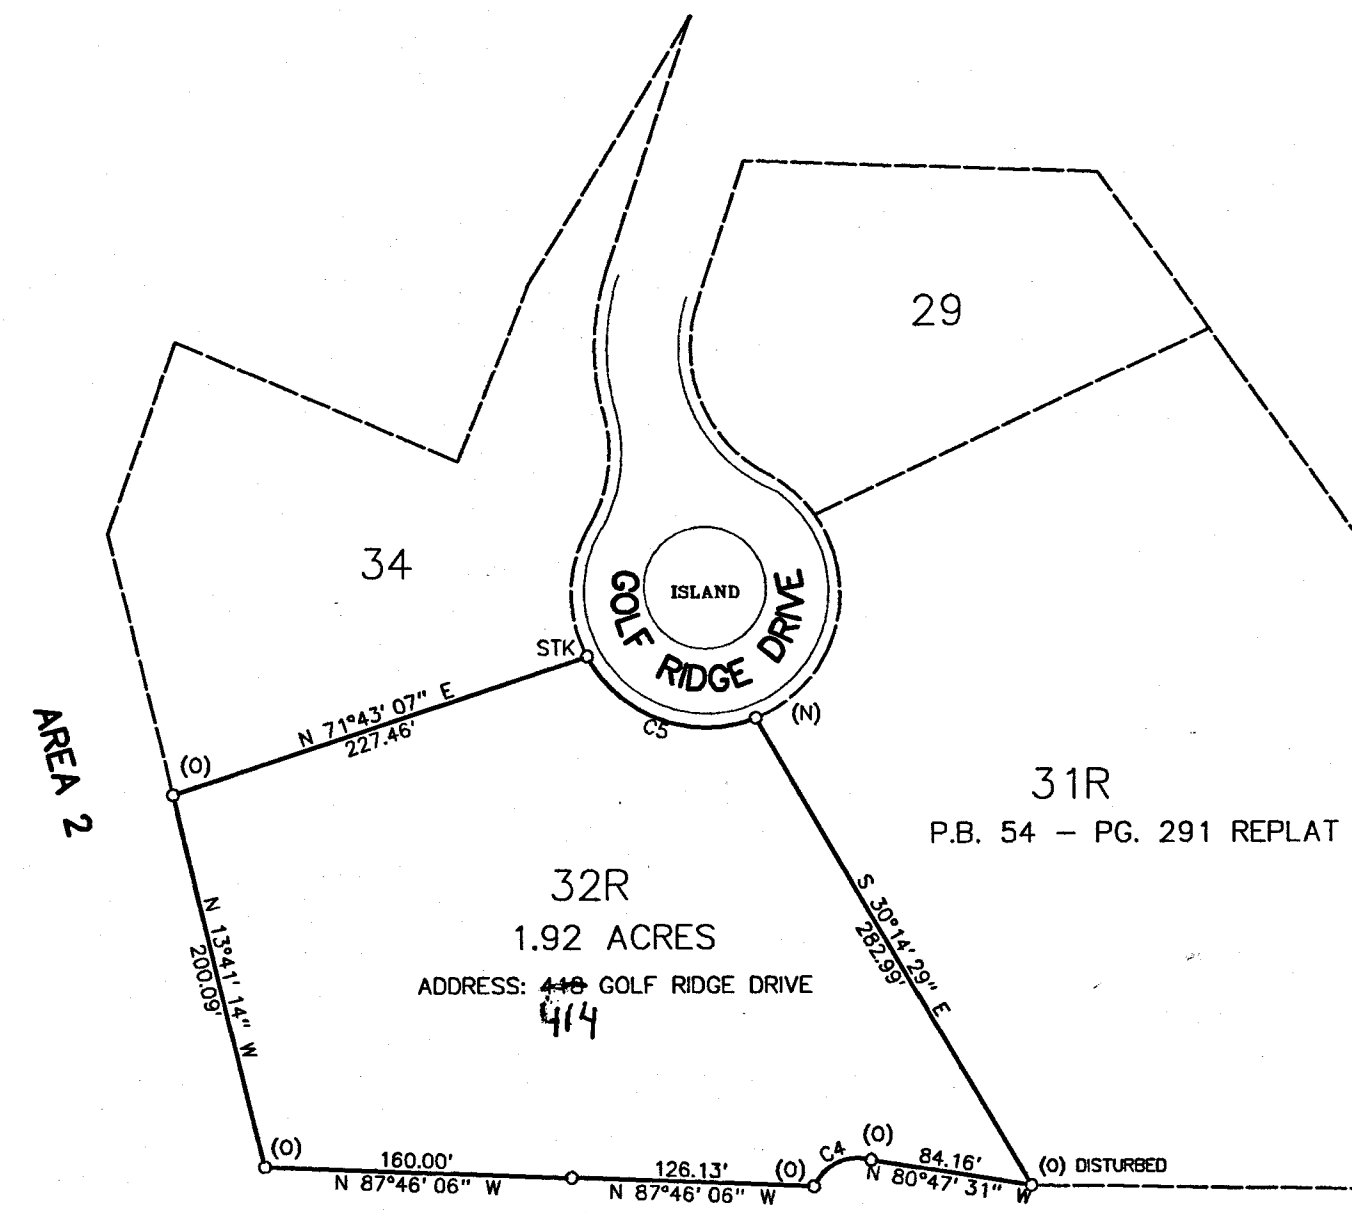 29
34
ISLAND
GOLF RIDGE DRIVE
STK
(N)
C5
N 71°43' 07" E
227.46'
(O)
AREA 2
31R
P.B. 54 - PG. 291 REPLAT
32R
1.92 ACRES
ADDRESS: 418 GOLF RIDGE DRIVE
414
S 30°14' 29" E
282.99'
N 13°41' 14" W
200.09'
(O)
160.00'
N 87°46' 06" W
126.13'
N 87°46' 06" W
(O)
C4
(O)
84.16'
N 80°47' 31" W
(O) DISTURBED